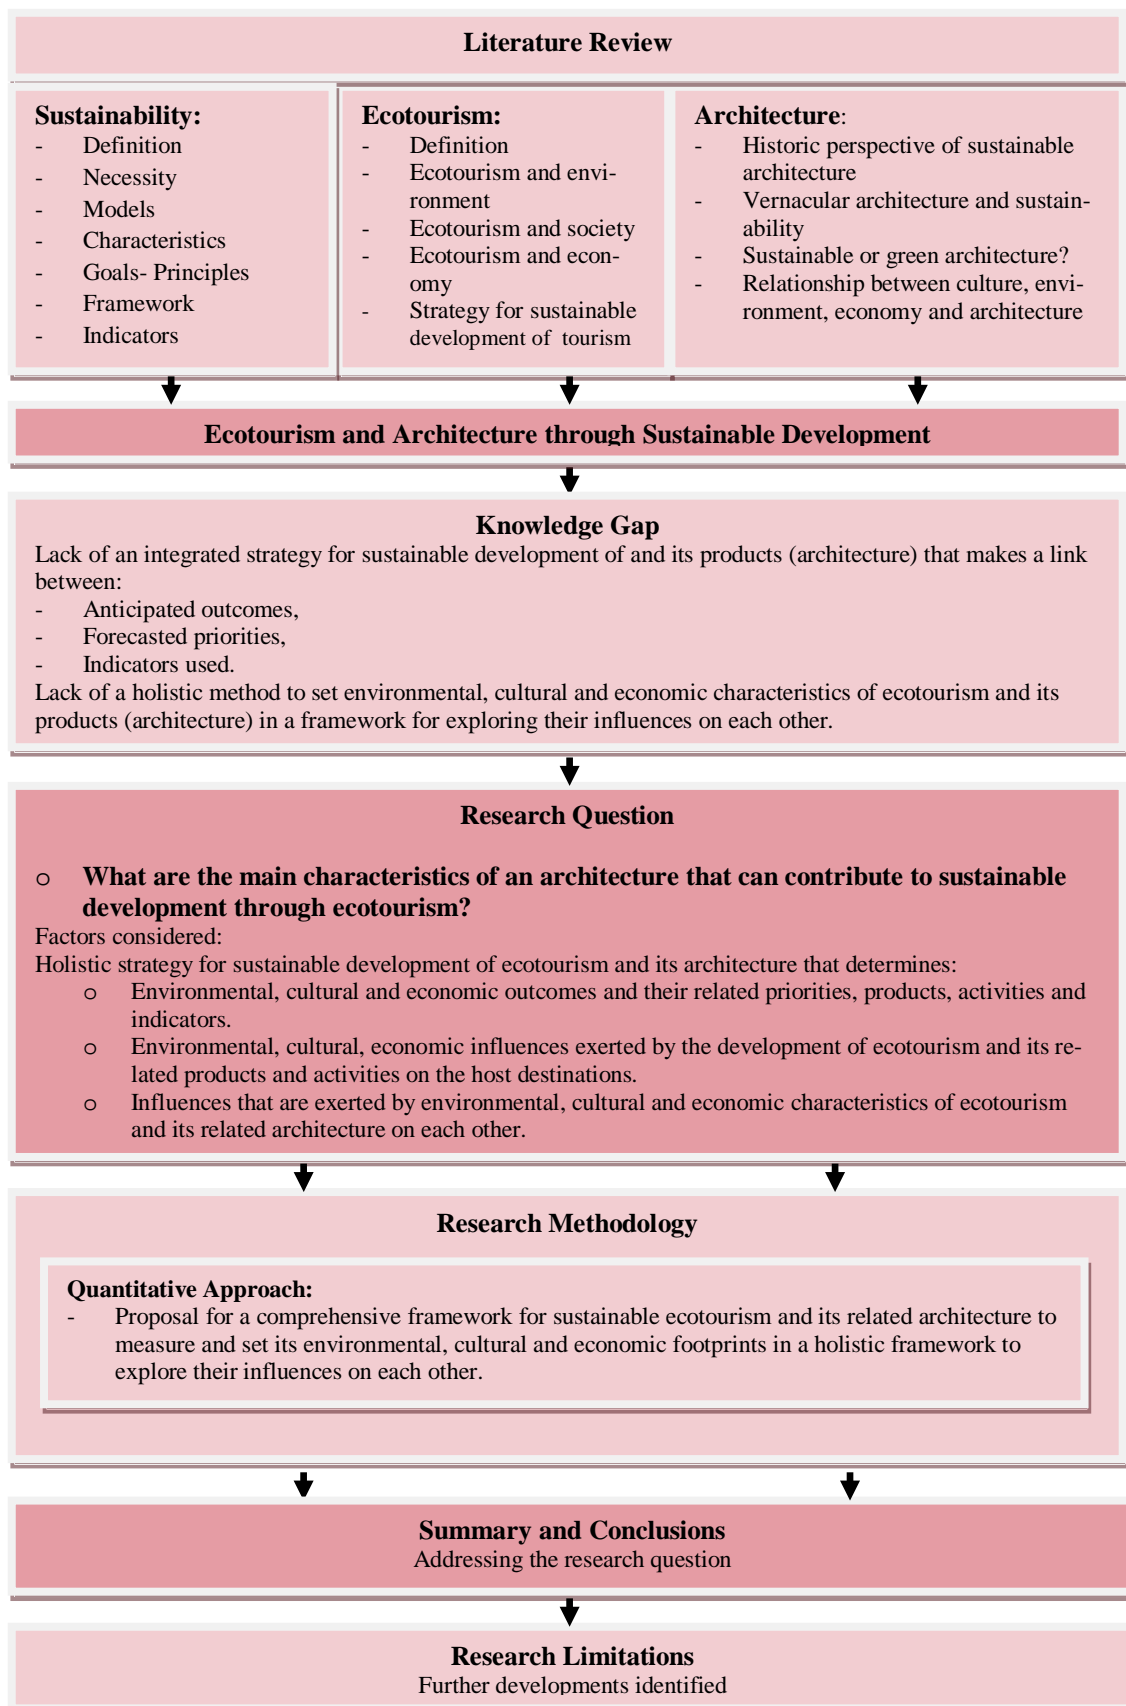 Literature Review
Sustainability:
- Definition
- Necessity
- Models
- Characteristics
- Goals- Principles
- Framework
- Indicators
Ecotourism:
- Definition
- Ecotourism and envi-
ronment
- Ecotourism and society
- Ecotourism and econ-
omy
- Strategy for sustainable
development of tourism
Architecture:
- Historic perspective of sustainable
architecture
- Vernacular architecture and sustain-
ability
- Sustainable or green architecture?
- Relationship between culture, envi-
ronment, economy and architecture
Ecotourism and Architecture through Sustainable Development
Knowledge Gap
Lack of an integrated strategy for sustainable development of and its products (architecture) that makes a link
between:
- Anticipated outcomes,
- Forecasted priorities,
- Indicators used.
Lack of a holistic method to set environmental, cultural and economic characteristics of ecotourism and its
products (architecture) in a framework for exploring their influences on each other.
Research Question
o What are the main characteristics of an architecture that can contribute to sustainable
development through ecotourism?
Factors considered:
Holistic strategy for sustainable development of ecotourism and its architecture that determines:
o Environmental, cultural and economic outcomes and their related priorities, products, activities and
indicators.
o Environmental, cultural, economic influences exerted by the development of ecotourism and its re-
lated products and activities on the host destinations.
o Influences that are exerted by environmental, cultural and economic characteristics of ecotourism
and its related architecture on each other.
Research Methodology
Quantitative Approach:
- Proposal for a comprehensive framework for sustainable ecotourism and its related architecture to
measure and set its environmental, cultural and economic footprints in a holistic framework to
explore their influences on each other.
Summary and Conclusions
Addressing the research question
Research Limitations
Further developments identified